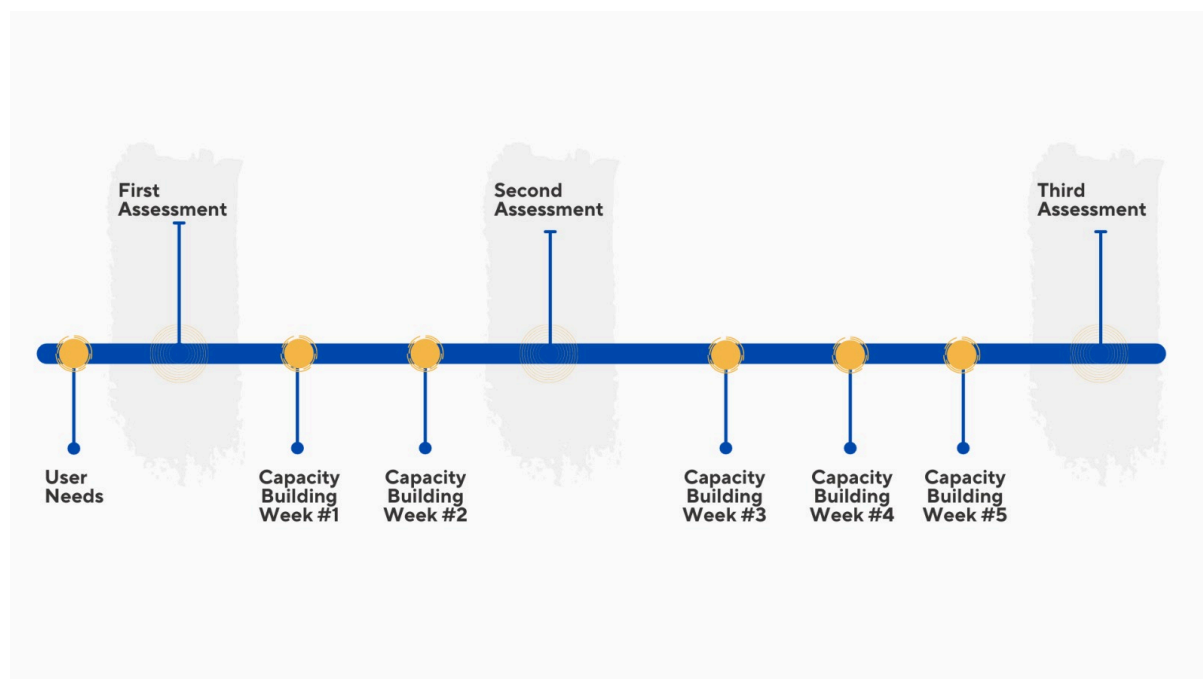 First
Assessment
Second
Assessment
Third
Assessment
User
Needs
Capacity
Building
Week #1
Capacity
Building
Week #2
Capacity
Building
Week #3
Capacity
Building
Week #4
Capacity
Building
Week #5